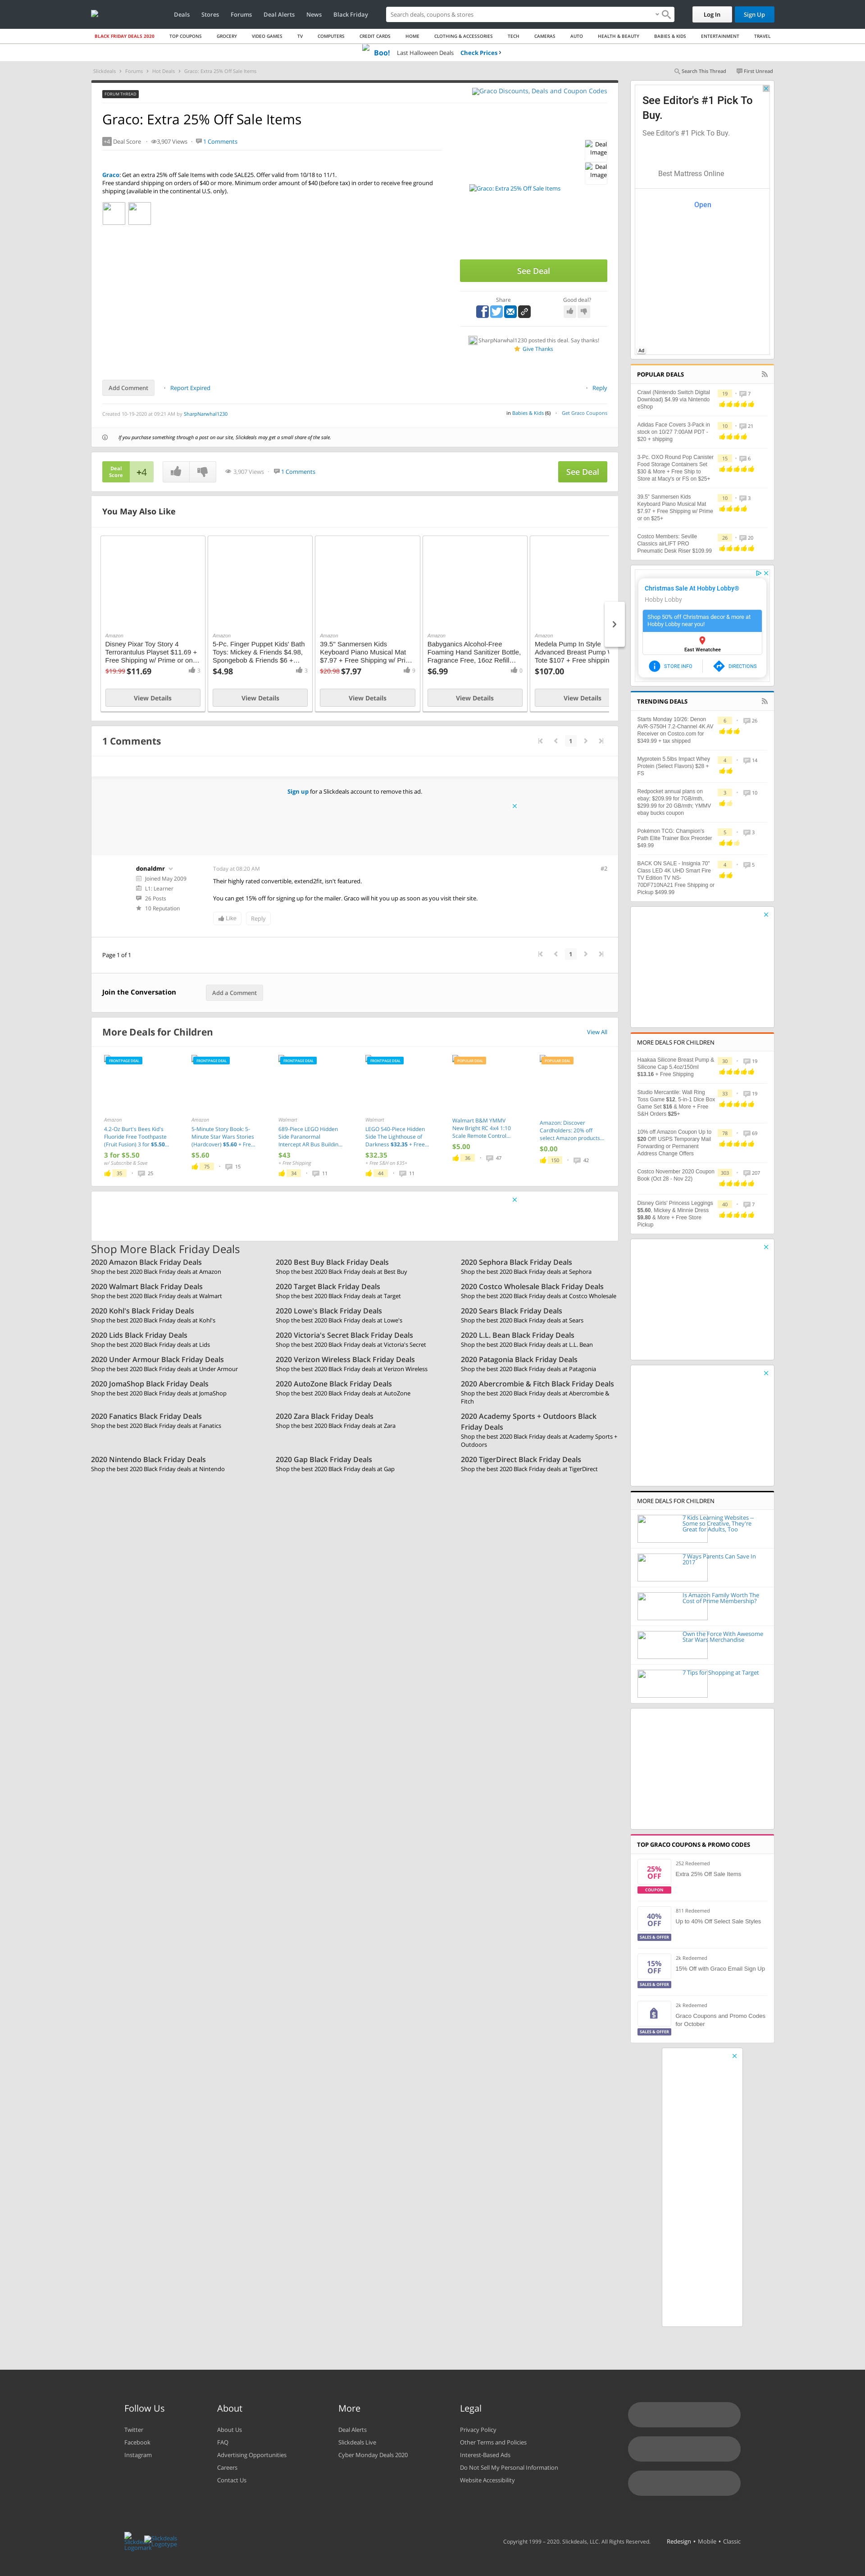 Deals Stores Forums Deal Alerts News Black Friday
Search deals, coupons & stores
Log In
Sign Up
BLACK FRIDAY DEALS 2020 TOP COUPONS GROCERY VIDEO GAMES TV COMPUTERS CREDIT CARDS HOME CLOTHING & ACCESSORIES TECH CAMERAS AUTO HEALTH & BEAUTY BABIES & KIDS ENTERTAINMENT TRAVEL
Boo! Last Halloween Deals Check Prices
Slickdeals Forums Hot Deals Graco: Extra 25% Off Sale Items
Search This Thread First Unread
FORUM THREAD
Graco Discounts, Deals and Coupon Codes
Graco: Extra 25% Off Sale Items
+4 Deal Score 3,907 Views 1 Comments
Graco: Get an extra 25% off Sale Items with code SALE25. Offer valid from 10/18 to 11/1.
Free standard shipping on orders of $40 or more. Minimum order amount of $40 (before tax) in order to receive free ground
shipping (available in the continental U.S. only).
Deal Image
Deal Image
Graco: Extra 25% Off Sale Items
See Deal
Share
Good deal?
SharpNarwhal1230 posted this deal. Say thanks!
Give Thanks
Add Comment Report Expired
Reply
Created 10-19-2020 at 09:21 AM by SharpNarwhal1230
in Babies & Kids (6) Get Graco Coupons
If you purchase something through a post on our site, Slickdeals may get a small share of the sale.
Deal Score +4
3,907 Views 1 Comments
See Deal
You May Also Like
Amazon
Disney Pixar Toy Story 4
Terrorantulus Playset $11.69 +
Free Shipping w/ Prime or on...
$19.99 $11.69 3
View Details
Amazon
5-Pc. Finger Puppet Kids' Bath
Toys: Mickey & Friends $4.98,
Spongebob & Friends $6 +...
$4.98 3
View Details
Amazon
39.5" Sanmersen Kids
Keyboard Piano Musical Mat
$7.97 + Free Shipping w/ Pri...
$20.98 $7.97 9
View Details
Amazon
Babyganics Alcohol-Free
Foaming Hand Sanitizer Bottle,
Fragrance Free, 16oz Refill...
$6.99 0
View Details
Amazon
Medela Pump In Style
Advanced Breast Pump
Tote $107 + Free shippin
$107.00
View Details
1 Comments
1
Sign up for a Slickdeals account to remove this ad.
donaldmr
Joined May 2009
L1: Learner
26 Posts
10 Reputation
Today at 08:20 AM
#2
Their highly rated convertible, extend2fit, isn't featured.
You can get 15% off for signing up for the mailer. Graco will hit you up as soon as you visit their site.
Like
Reply
Page 1 of 1
1
Join the Conversation
Add a Comment
More Deals for Children
View All
FRONTPAGE DEAL
Amazon
4.2-Oz Burt's Bees Kid's
Fluoride Free Toothpaste
(Fruit Fusion) 3 for $5.50...
3 for $5.50
w/ Subscribe & Save
35 25
FRONTPAGE DEAL
Amazon
5-Minute Story Book: 5-
Minute Star Wars Stories
(Hardcover) $5.60 + Fre...
$5.60
75 15
FRONTPAGE DEAL
Walmart
689-Piece LEGO Hidden
Side Paranormal
Intercept AR Bus Buildin...
$43
+ Free Shipping
34 11
FRONTPAGE DEAL
Walmart
LEGO 540-Piece Hidden
Side The Lighthouse of
Darkness $32.35 + Free...
$32.35
+ Free S&H on $35+
44 11
POPULAR DEAL
Walmart B&M YMMV
New Bright RC 4x4 1:10
Scale Remote Control...
$5.00
36 47
POPULAR DEAL
Amazon: Discover
Cardholders: 20% off
select Amazon products...
$0.00
150 42
Shop More Black Friday Deals
2020 Amazon Black Friday Deals
Shop the best 2020 Black Friday deals at Amazon
2020 Best Buy Black Friday Deals
Shop the best 2020 Black Friday deals at Best Buy
2020 Sephora Black Friday Deals
Shop the best 2020 Black Friday deals at Sephora
2020 Walmart Black Friday Deals
Shop the best 2020 Black Friday deals at Walmart
2020 Target Black Friday Deals
Shop the best 2020 Black Friday deals at Target
2020 Costco Wholesale Black Friday Deals
Shop the best 2020 Black Friday deals at Costco Wholesale
2020 Kohl's Black Friday Deals
Shop the best 2020 Black Friday deals at Kohl's
2020 Lowe's Black Friday Deals
Shop the best 2020 Black Friday deals at Lowe's
2020 Sears Black Friday Deals
Shop the best 2020 Black Friday deals at Sears
2020 Lids Black Friday Deals
Shop the best 2020 Black Friday deals at Lids
2020 Victoria's Secret Black Friday Deals
Shop the best 2020 Black Friday deals at Victoria's Secret
2020 L.L. Bean Black Friday Deals
Shop the best 2020 Black Friday deals at L.L. Bean
2020 Under Armour Black Friday Deals
Shop the best 2020 Black Friday deals at Under Armour
2020 Verizon Wireless Black Friday Deals
Shop the best 2020 Black Friday deals at Verizon Wireless
2020 Patagonia Black Friday Deals
Shop the best 2020 Black Friday deals at Patagonia
2020 JomaShop Black Friday Deals
Shop the best 2020 Black Friday deals at JomaShop
2020 AutoZone Black Friday Deals
Shop the best 2020 Black Friday deals at AutoZone
2020 Abercrombie & Fitch Black Friday Deals
Shop the best 2020 Black Friday deals at Abercrombie &
Fitch
2020 Fanatics Black Friday Deals
Shop the best 2020 Black Friday deals at Fanatics
2020 Zara Black Friday Deals
Shop the best 2020 Black Friday deals at Zara
2020 Academy Sports + Outdoors Black
Friday Deals
Shop the best 2020 Black Friday deals at Academy Sports +
Outdoors
2020 Nintendo Black Friday Deals
Shop the best 2020 Black Friday deals at Nintendo
2020 Gap Black Friday Deals
Shop the best 2020 Black Friday deals at Gap
2020 TigerDirect Black Friday Deals
Shop the best 2020 Black Friday deals at TigerDirect
See Editor's #1 Pick To
Buy.
See Editor's #1 Pick To Buy.
Best Mattress Online
Open
Ad
POPULAR DEALS
Crawl (Nintendo Switch Digital
Download) $4.99 via Nintendo
eShop
19 7
Adidas Face Covers 3-Pack in
stock on 10/27 7:00AM PDT -
$20 + shipping
10 21
3-Pc. OXO Round Pop Canister
Food Storage Containers Set
$30 & More + Free Ship to
Store at Macy's or FS on $25+
15 6
39.5" Sanmersen Kids
Keyboard Piano Musical Mat
$7.97 + Free Shipping w/ Prime
or on $25+
10 3
Costco Members: Seville
Classics airLIFT PRO
Pneumatic Desk Riser $109.99
26 20
Christmas Sale At Hobby Lobby®
Hobby Lobby
Shop 50% off Christmas decor & more at
Hobby Lobby near you!
East Wenatchee
STORE INFO
DIRECTIONS
TRENDING DEALS
Starts Monday 10/26: Denon
AVR-S750H 7.2-Channel 4K AV
Receiver on Costco.com for
$349.99 + tax shipped
6 26
Myprotein 5.5lbs Impact Whey
Protein (Select Flavors) $28 +
FS
4 14
Redpocket annual plans on
ebay; $209.99 for 7GB/mth;
$299.99 for 20 GB/mth; YMMV
ebay bucks coupon
3 10
Pokémon TCG: Champion's
Path Elite Trainer Box Preorder
$49.99
5 3
BACK ON SALE - Insignia 70"
Class LED 4K UHD Smart Fire
TV Edition TV NS-
70DF710NA21 Free Shipping or
Pickup $499.99
4 5
MORE DEALS FOR CHILDREN
Haakaa Silicone Breast Pump &
Silicone Cap 5.4oz/150ml
$13.16 + Free Shipping
30 19
Studio Mercantile: Wall Ring
Toss Game $12, 5-in-1 Dice Box
Game Set $16 & More + Free
S&H Orders $25+
33 19
10% off Amazon Coupon Up to
$20 Off! USPS Temporary Mail
Forwarding or Permanent
Address Change Offers
78 69
Costco November 2020 Coupon
Book (Oct 28 - Nov 22)
303 207
Disney Girls' Princess Leggings
$5.60, Mickey & Minnie Dress
$9.80 & More + Free Store
Pickup
40 7
MORE DEALS FOR CHILDREN
7 Kids Learning Websites --
Some so Creative, They're
Great for Adults, Too
7 Ways Parents Can Save In
2017
Is Amazon Family Worth The
Cost of Prime Membership?
Own the Force With Awesome
Star Wars Merchandise
7 Tips for Shopping at Target
TOP GRACO COUPONS & PROMO CODES
25% OFF
COUPON
252 Redeemed
Extra 25% Off Sale Items
40% OFF
SALES & OFFER
811 Redeemed
Up to 40% Off Select Sale Styles
15% OFF
SALES & OFFER
2k Redeemed
15% Off with Graco Email Sign Up
SALES & OFFER
2k Redeemed
Graco Coupons and Promo Codes
for October
Follow Us
Twitter
Facebook
Instagram
About
About Us
FAQ
Advertising Opportunities
Careers
Contact Us
More
Deal Alerts
Slickdeals Live
Cyber Monday Deals 2020
Legal
Privacy Policy
Other Terms and Policies
Interest-Based Ads
Do Not Sell My Personal Information
Website Accessibility
Slickdeals Logomark
Slickdeals Logotype
Copyright 1999 - 2020. Slickdeals, LLC. All Rights Reserved. Redesign • Mobile • Classic